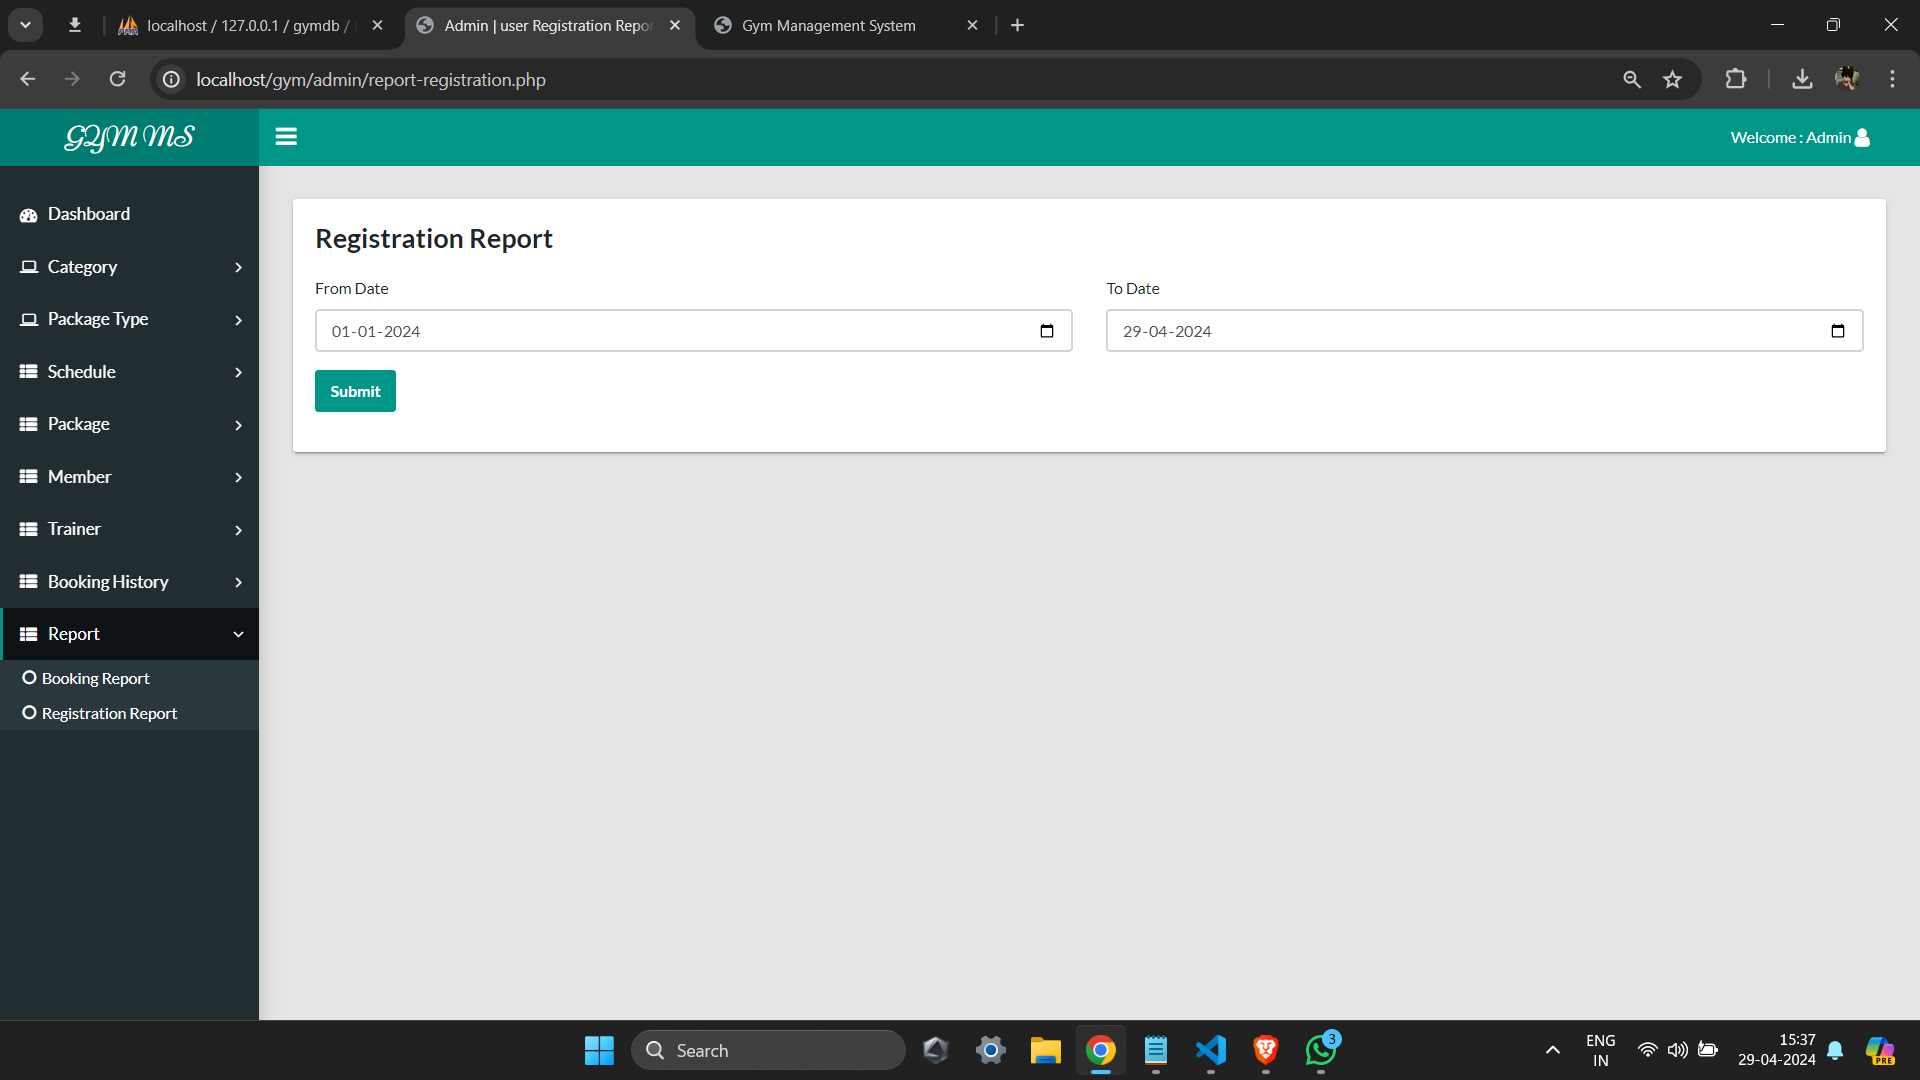 localhost / 127.0.0.1 / gymdb /
Admin | user Registration Repor
Gym Management System
localhost/gym/admin/report-registration.php
GYM MS
Welcome : Admin
Dashboard
Category
Package Type
Schedule
Package
Member
Trainer
Booking History
Report
Booking Report
Registration Report
Registration Report
From Date
To Date
01-01-2024
29-04-2024
Submit
Search
3
ENG
IN
15:37
29-04-2024
PRE